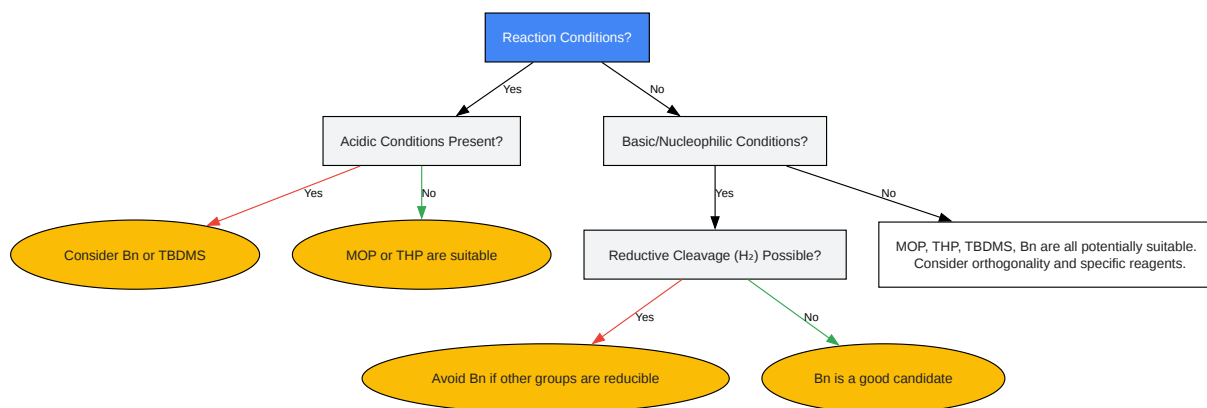 Reaction Conditions?
Yes
No
Acidic Conditions Present?
Basic/Nucleophilic Conditions?
Yes
No
Yes
No
Consider Bn or TBDMS
MOP or THP are suitable
Reductive Cleavage (H₂) Possible?
MOP, THP, TBDMS, Bn are all potentially suitable.
Consider orthogonality and specific reagents.
Yes
No
Avoid Bn if other groups are reducible
Bn is a good candidate